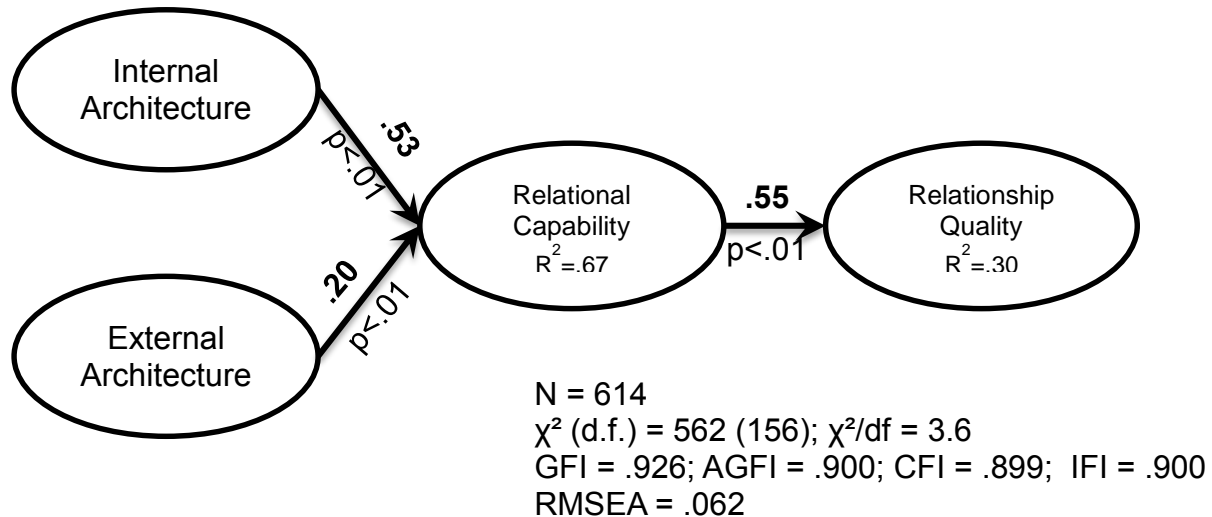 Internal
Architecture
.53
p<.01
External
Architecture
.20
p<.01
Relational
Capability
R²=.67
.55
p<.01
Relationship
Quality
R²=.30
N = 614
χ² (d.f.) = 562 (156); χ²/df = 3.6
GFI = .926; AGFI = .900; CFI = .899; IFI = .900
RMSEA = .062